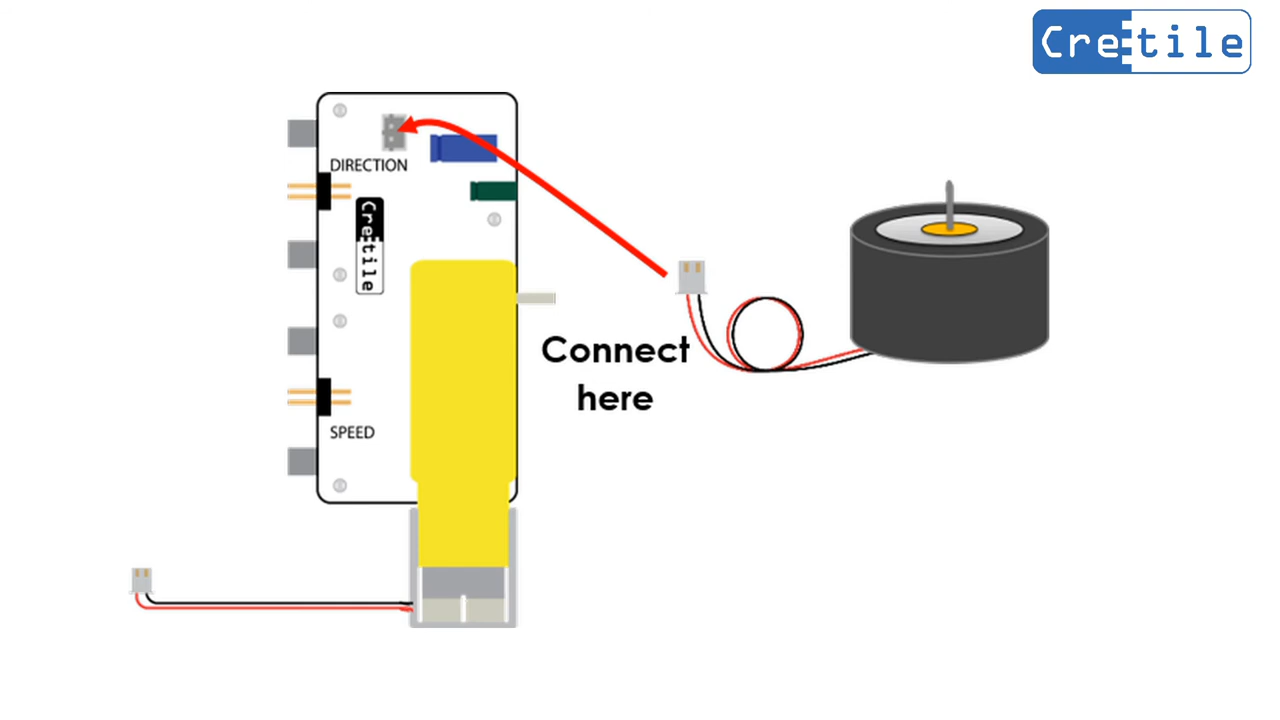 Cretile
DIRECTION
Cretile
Connect
here
SPEED